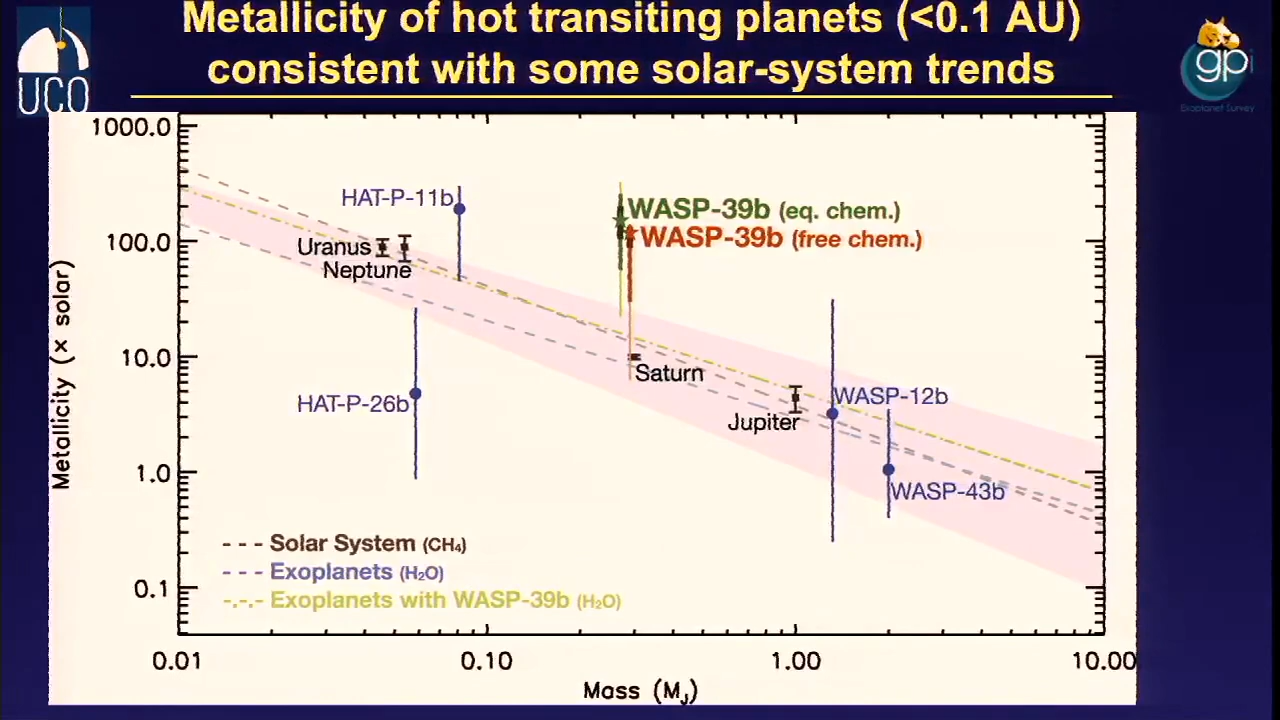 Metallicity of hot transiting planets (<0.1 AU)
consistent with some solar-system trends
UCO
gpi
Exoplanet Survey
Metallicity (× solar)
1000.0
100.0
10.0
1.0
0.1
HAT-P-11b
WASP-39b (eq. chem.)
WASP-39b (free chem.)
Uranus
Neptune
Saturn
HAT-P-26b
WASP-12b
Jupiter
WASP-43b
--- Solar System (CH₄)
--- Exoplanets (H₂O)
-.-.- Exoplanets with WASP-39b (H₂O)
0.01 0.10 1.00 10.00
Mass (M_J)